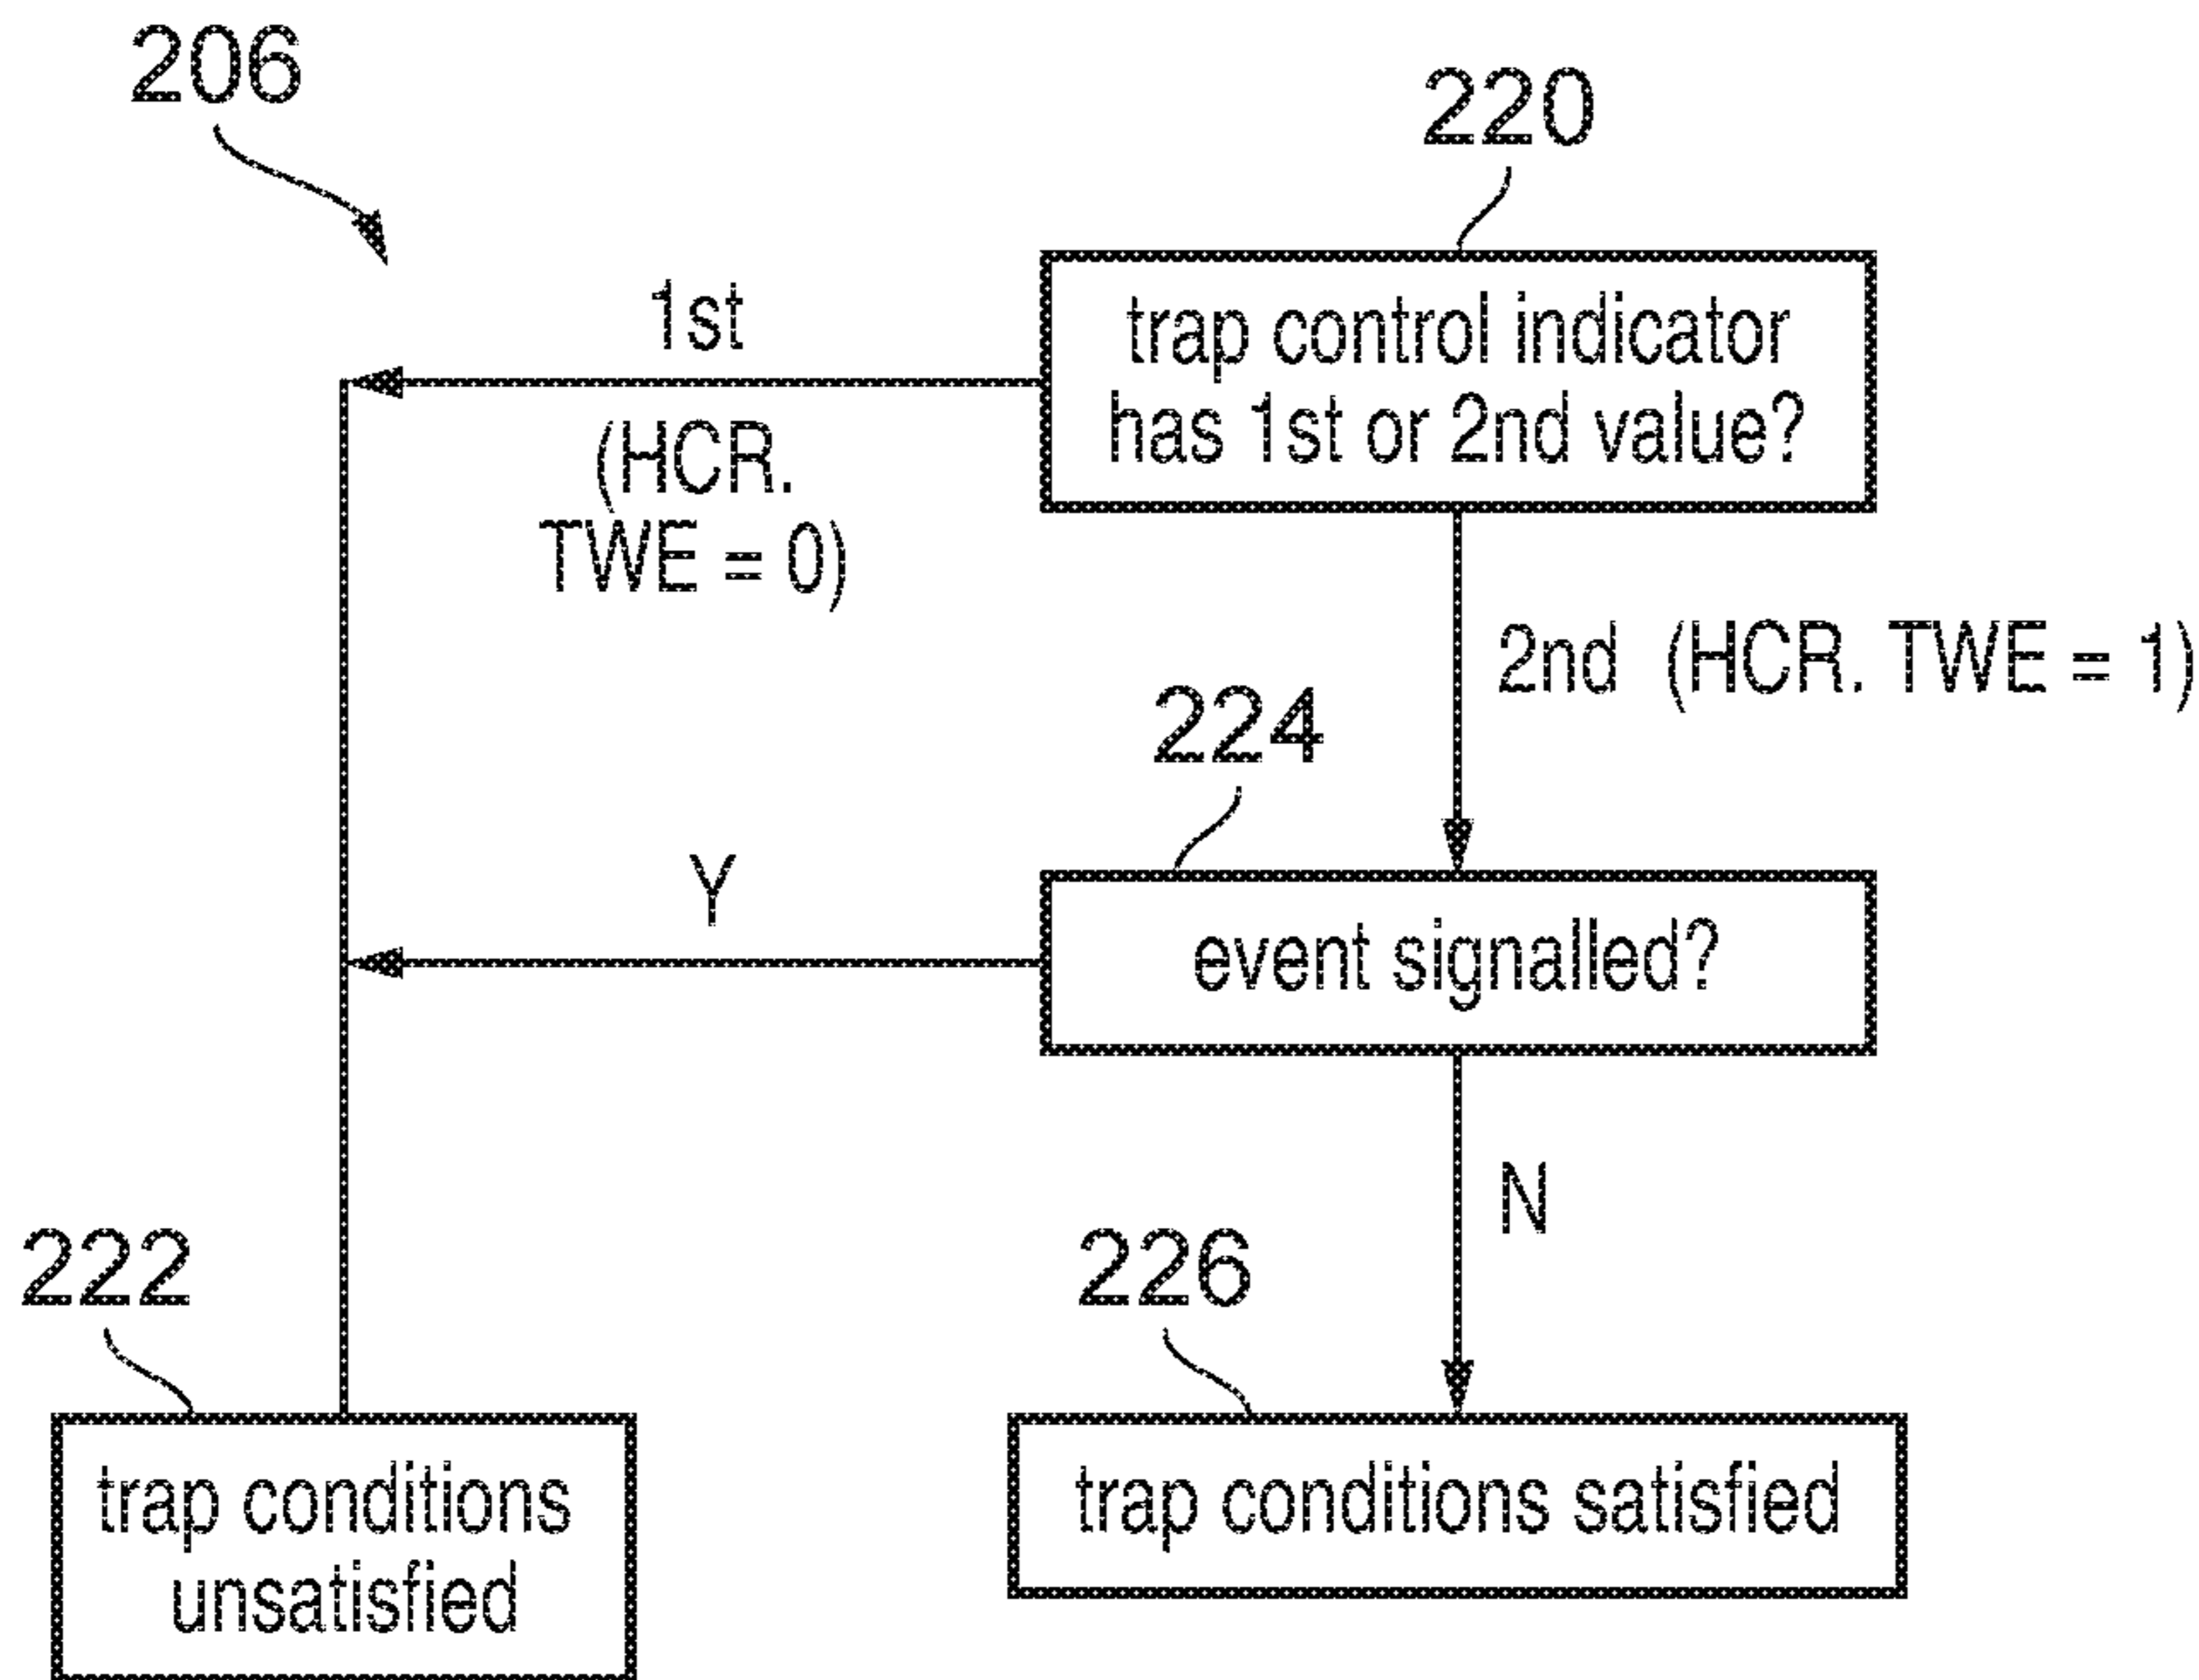 206
220
1st
trap control indicator
has 1st or 2nd value?
(HCR.
TWE = 0)
2nd (HCR. TWE = 1)
224
Y
event signalled?
N
222
226
trap conditions
unsatisfied
trap conditions satisfied